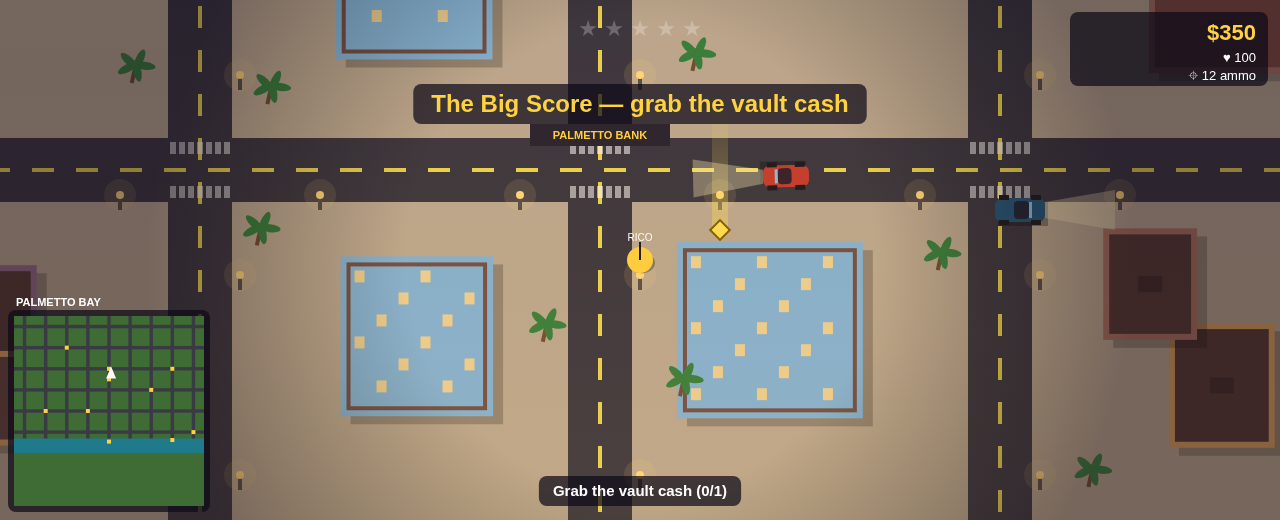 $350
♥ 100
⌖ 12 ammo
The Big Score — grab the vault cash
PALMETTO BANK
RICO
PALMETTO BAY
Grab the vault cash (0/1)